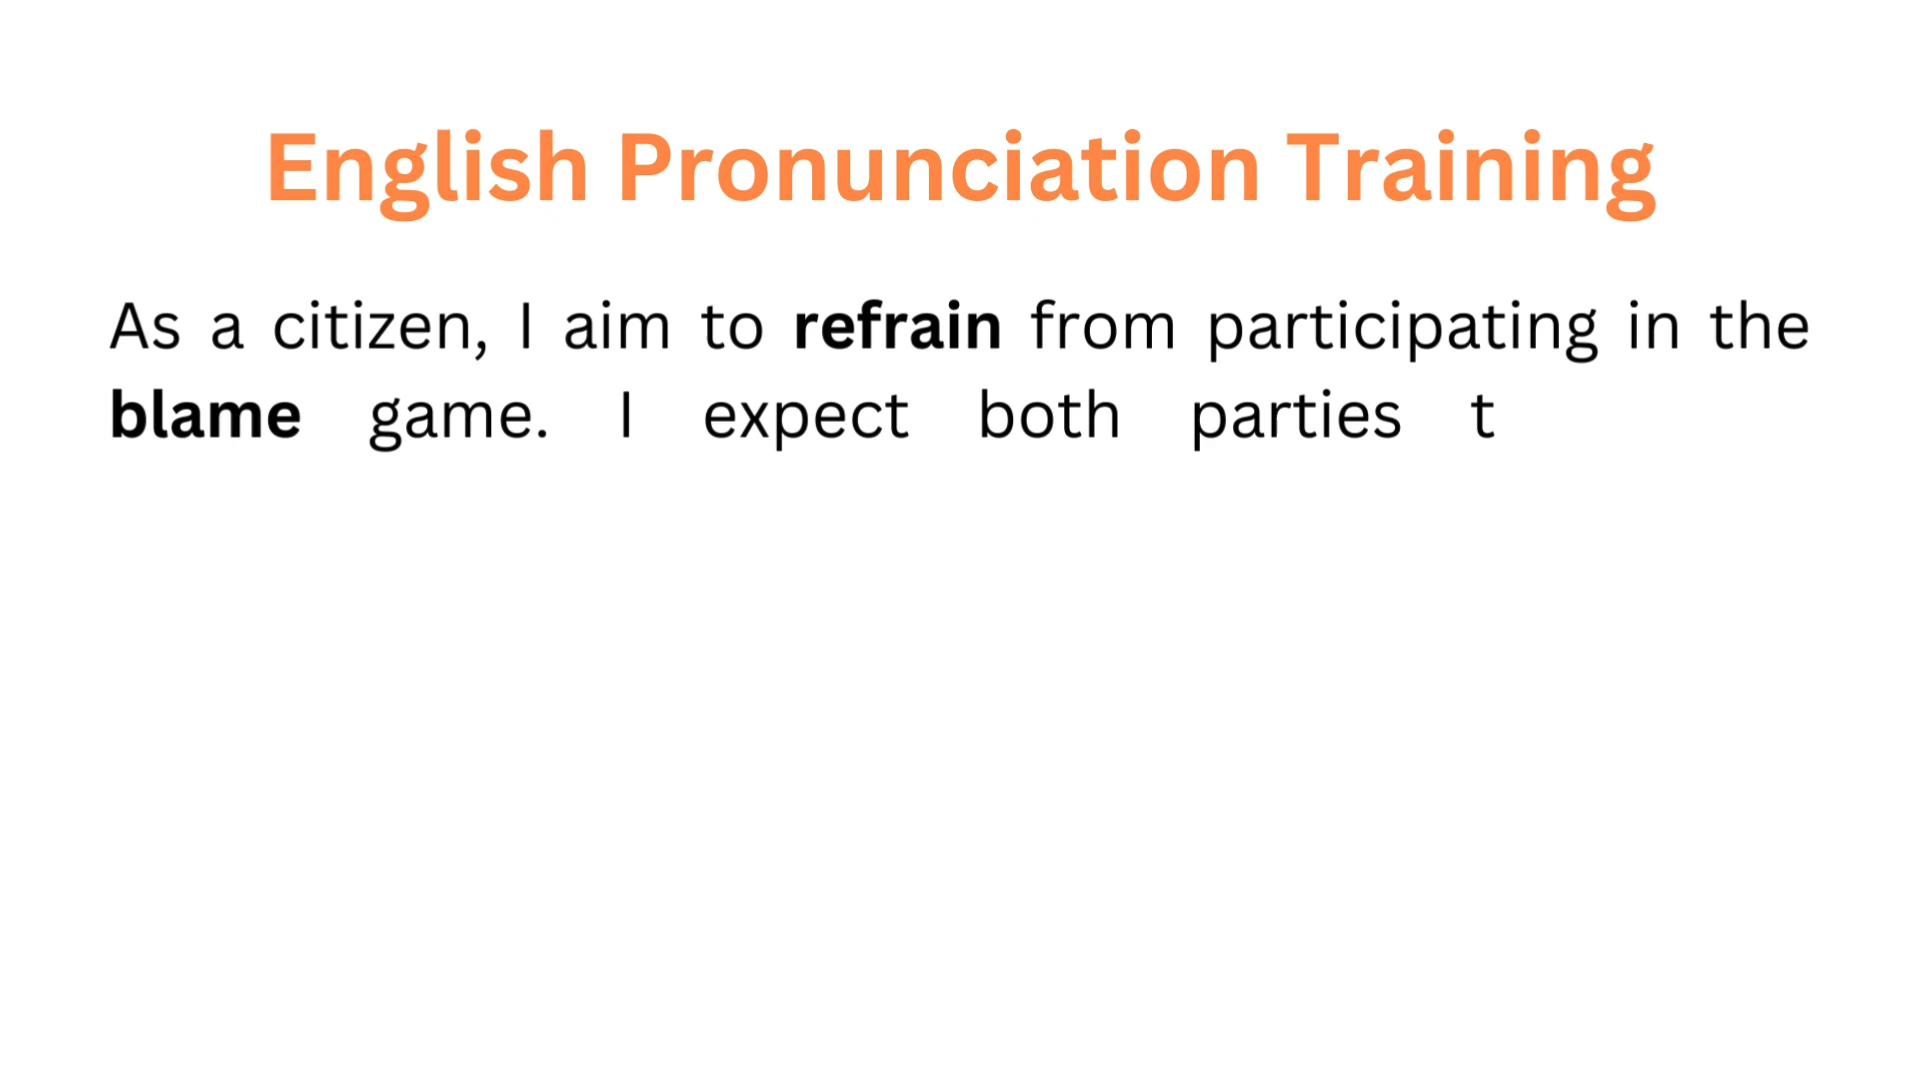 English Pronunciation Training
As a citizen, I aim to refrain from participating in the
blame game. I expect both parties t